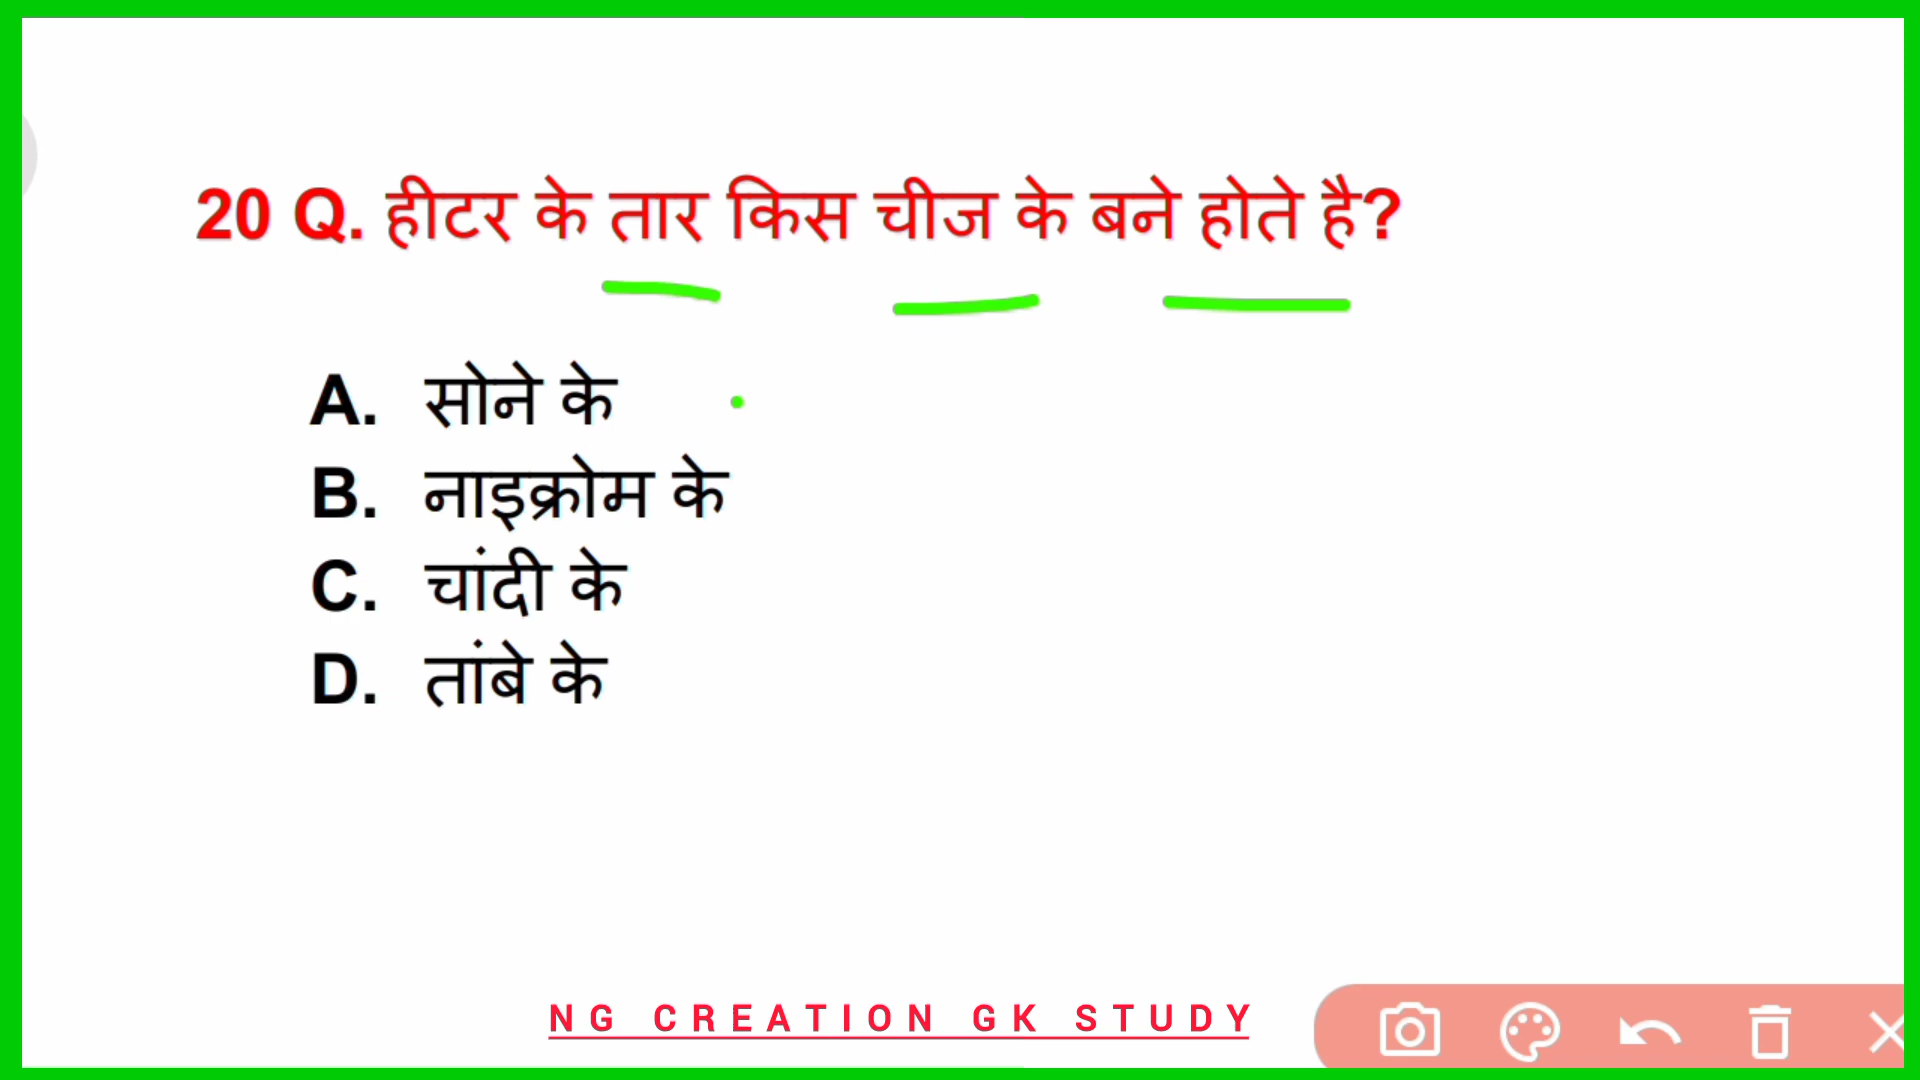 20 Q. हीटर के तार किस चीज के बने होते है?
A. सोने के
B. नाइक्रोम के
C. चांदी के
D. तांबे के
NG CREATION GK STUDY